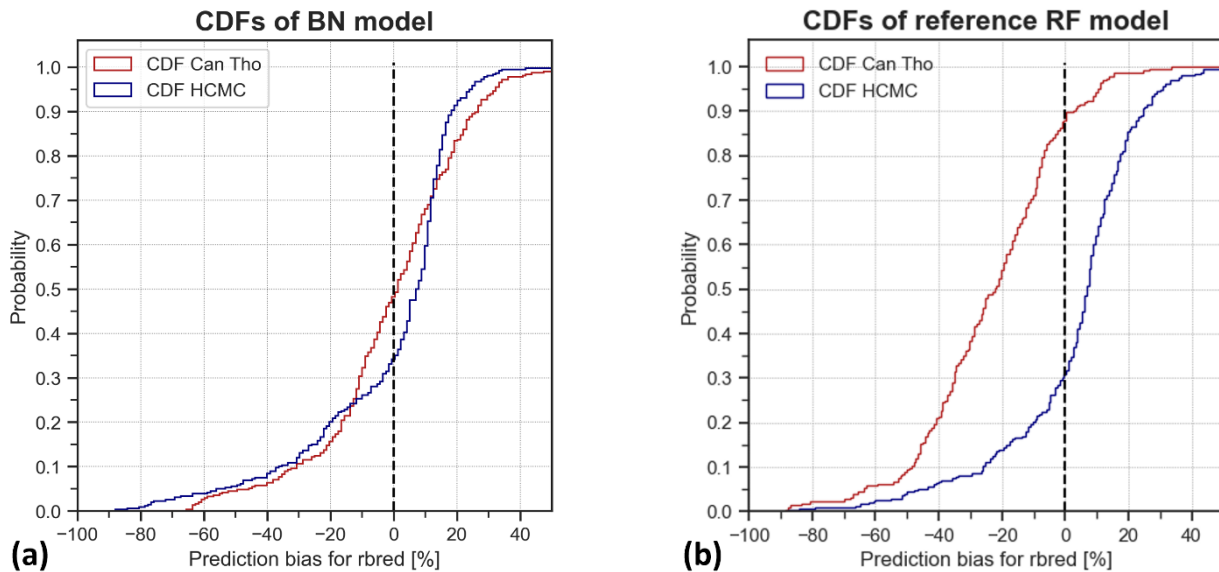 CDFs of BN model
CDF Can Tho
CDF HCMC
1.0
0.9
0.8
0.7
0.6
0.5
0.4
0.3
0.2
0.1
0.0
Probability
−100 −80 −60 −40 −20 0 20 40
Prediction bias for rbred [%]
(a)
CDFs of reference RF model
CDF Can Tho
CDF HCMC
1.0
0.9
0.8
0.7
0.6
0.5
0.4
0.3
0.2
0.1
0.0
Probability
−100 −80 −60 −40 −20 0 20 40
Prediction bias for rbred [%]
(b)